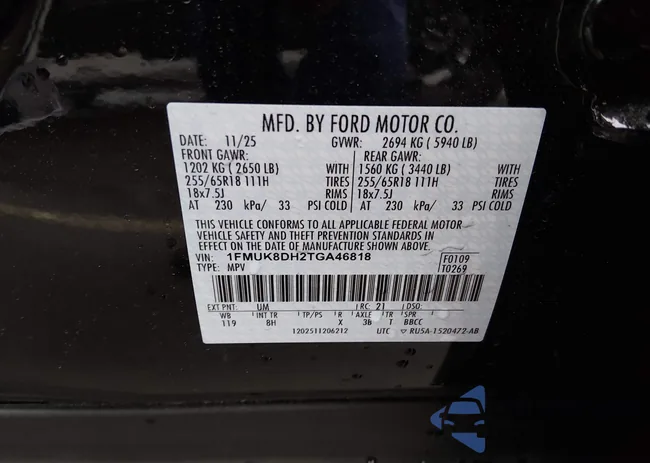 MFD. BY FORD MOTOR CO.
DATE: 11/25 GVWR: 2694 KG ( 5940 LB)
FRONT GAWR: REAR GAWR:
1202 KG ( 2650 LB) WITH 1560 KG ( 3440 LB) WITH
255/65R18 111H TIRES 255/65R18 111H TIRES
18x7.5J RIMS 18x7.5J RIMS
AT 230 kPa/ 33 PSI COLD AT 230 kPa/ 33 PSI COLD
THIS VEHICLE CONFORMS TO ALL APPLICABLE FEDERAL MOTOR
VEHICLE SAFETY AND THEFT PREVENTION STANDARDS IN
EFFECT ON THE DATE OF MANUFACTURE SHOWN ABOVE.
VIN: 1FMUK8DH2TGA46818 F0109
TYPE: MPV T0269
EXT PNT: UM RC: 21 DSO:
WB INT TR TP/PS R AXLE TR SPR
119 8H X 3B T BBCC
1202511206212 UTC ▽ RU5A-1520472-AB